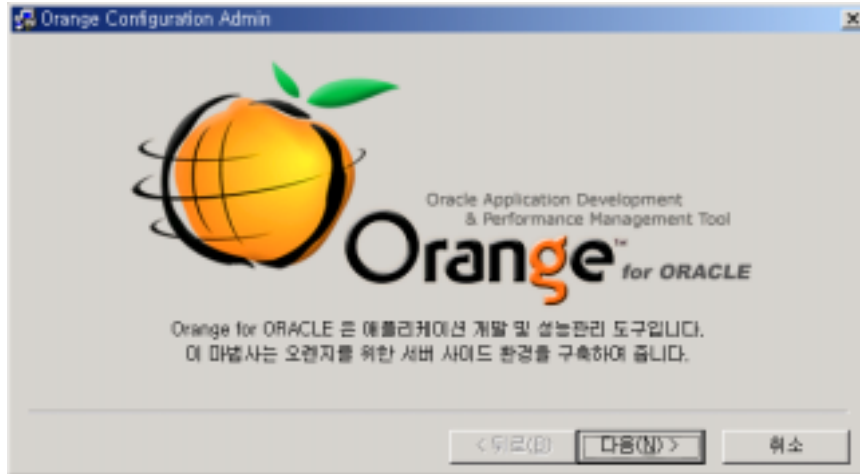 Orange Configuration Admin
Oracle Application Development
& Performance Management Tool
Orange™ for ORACLE
Orange for ORACLE 은 애플리케이션 개발 및 성능관리 도구입니다.
이 마법사는 오렌지를 위한 서버 사이드 환경을 구축하여 줍니다.
< 뒤로(B) 다음(N) > 취소